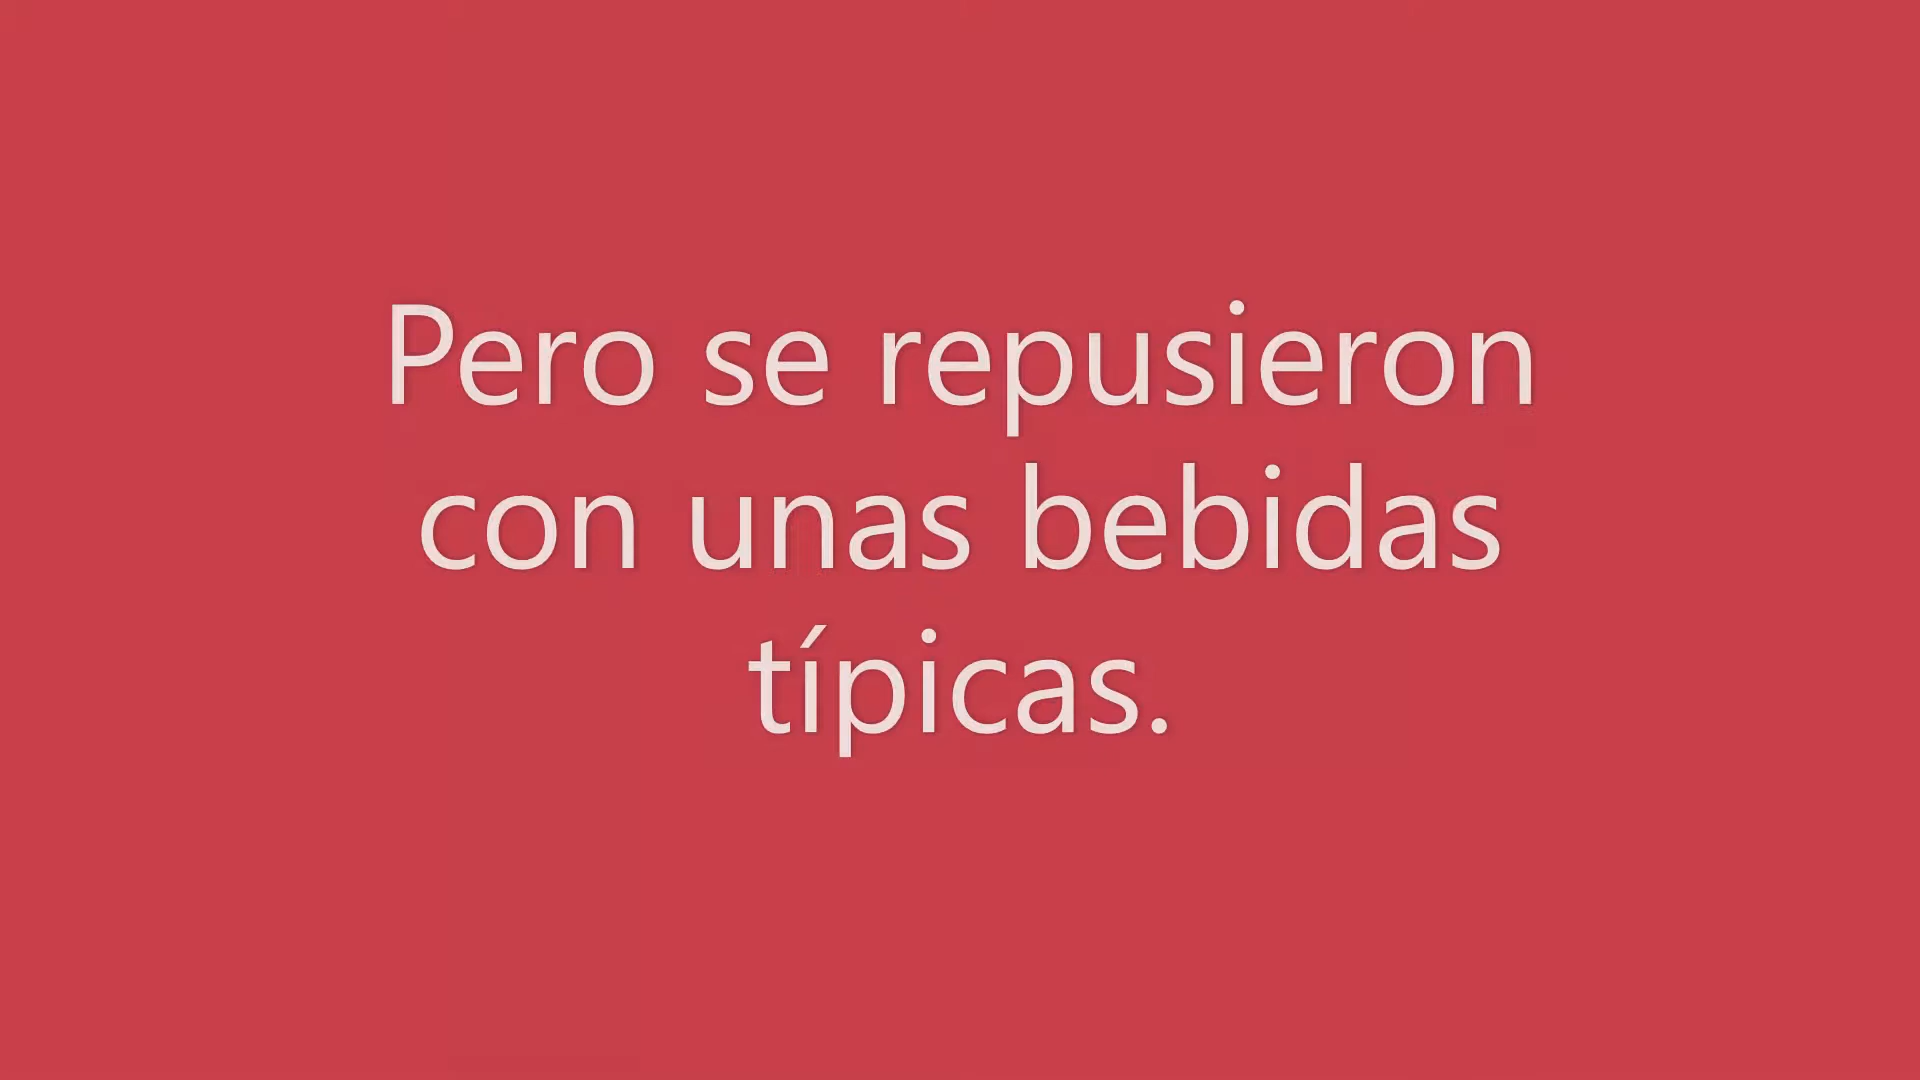 Pero se repusieron
con unas bebidas
típicas.